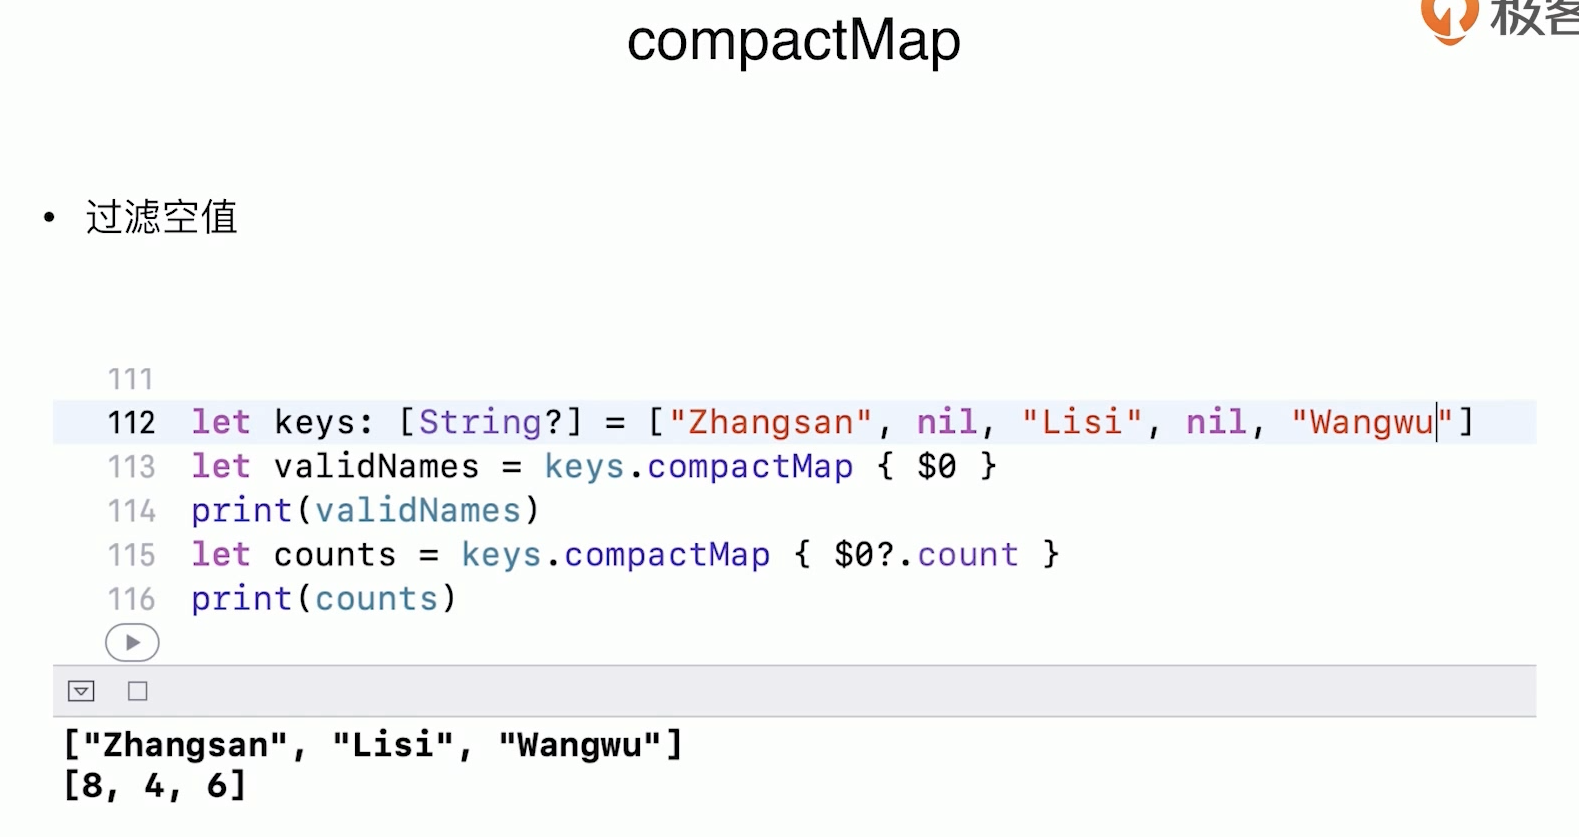 极客
compactMap
• 过滤空值
111
112 let keys: [String?] = ["Zhangsan", nil, "Lisi", nil, "Wangwu"]
113 let validNames = keys.compactMap { $0 }
114 print(validNames)
115 let counts = keys.compactMap { $0?.count }
116 print(counts)
["Zhangsan", "Lisi", "Wangwu"]
[8, 4, 6]